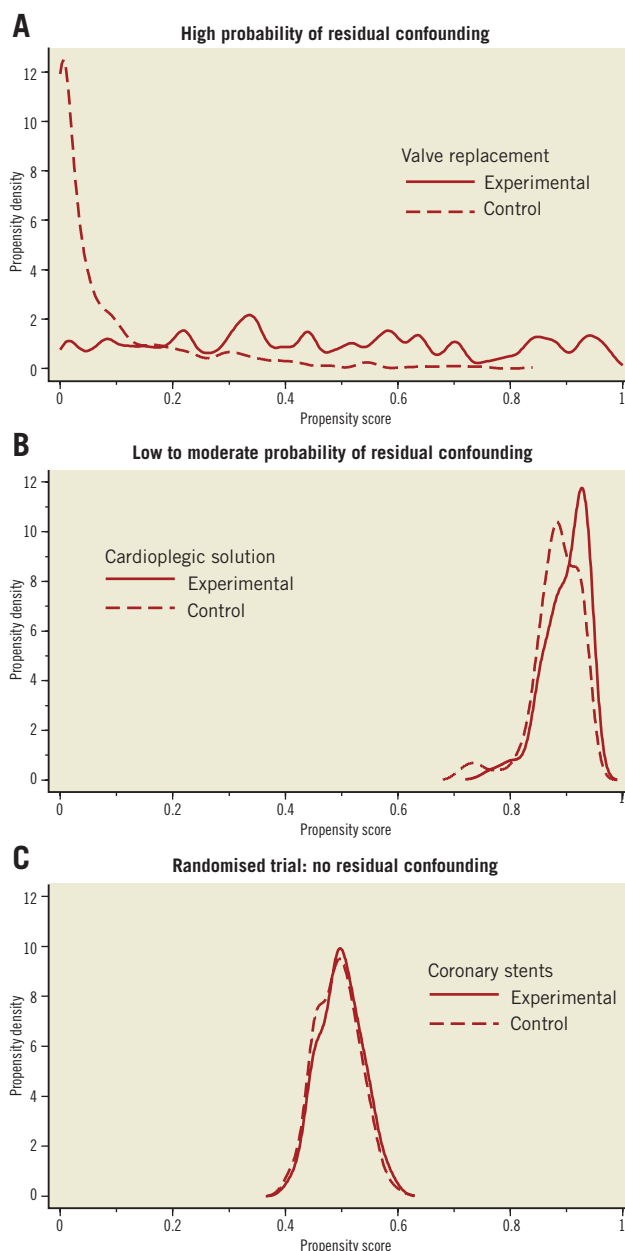 A
High probability of residual confounding
12
10
8
6
4
2
0
Propensity density
Valve replacement
Experimental
Control
0 0.2 0.4 0.6 0.8 1
Propensity score
B
Low to moderate probability of residual confounding
12
10
8
6
4
2
0
Propensity density
Cardioplegic solution
Experimental
Control
0 0.2 0.4 0.6 0.8 1
Propensity score
C
Randomised trial: no residual confounding
12
10
8
6
4
2
0
Propensity density
Coronary stents
Experimental
Control
0 0.2 0.4 0.6 0.8 1
Propensity score